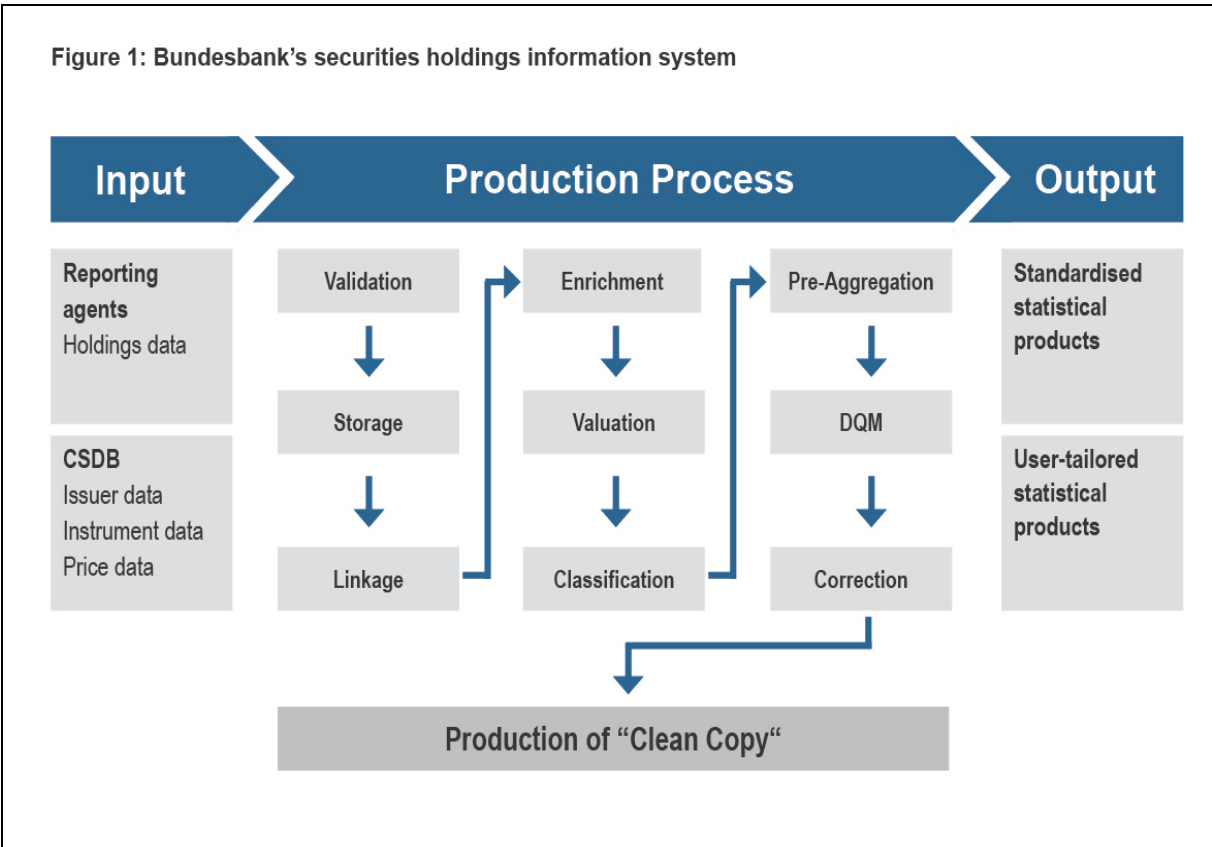 Figure 1: Bundesbank's securities holdings information system
Input
Production Process
Output
Reporting
agents
Holdings data
CSDB
Issuer data
Instrument data
Price data
Validation
Storage
Linkage
Enrichment
Valuation
Classification
Pre-Aggregation
DQM
Correction
Production of “Clean Copy“
Standardised
statistical
products
User-tailored
statistical
products